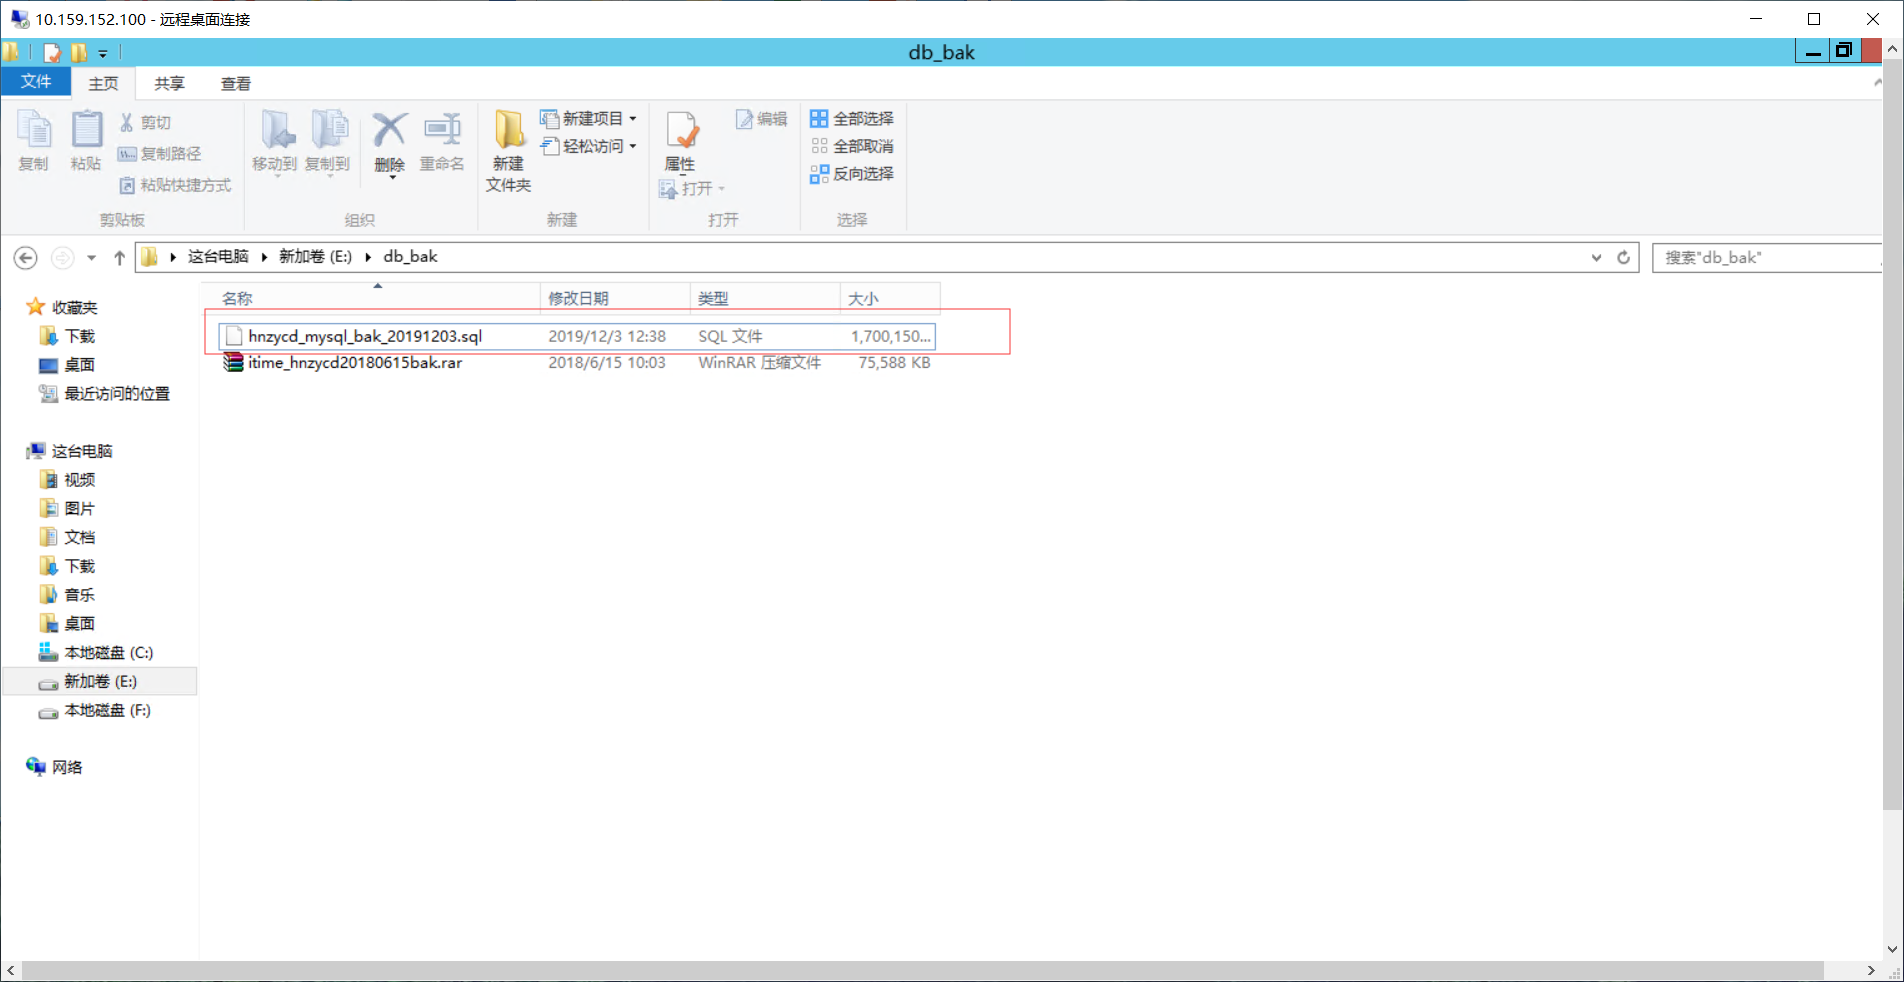 10.159.152.100 - 远程桌面连接
db_bak
文件 主页 共享 查看
复制
粘贴
剪切
复制路径
粘贴快捷方式
剪贴板
移动到
复制到
删除
重命名
组织
新建
文件夹
新建项目
轻松访问
新建
属性
打开
编辑
打开
全部选择
全部取消
反向选择
选择
这台电脑 新加卷 (E:) db_bak
搜索"db_bak"
收藏夹
下载
桌面
最近访问的位置
这台电脑
视频
图片
文档
下载
音乐
桌面
本地磁盘 (C:)
新加卷 (E:)
本地磁盘 (F:)
网络
名称 修改日期 类型 大小
hnzycd_mysql_bak_20191203.sql 2019/12/3 12:38 SQL 文件 1,700,150...
itime_hnzycd20180615bak.rar 2018/6/15 10:03 WinRAR 压缩文件 75,588 KB